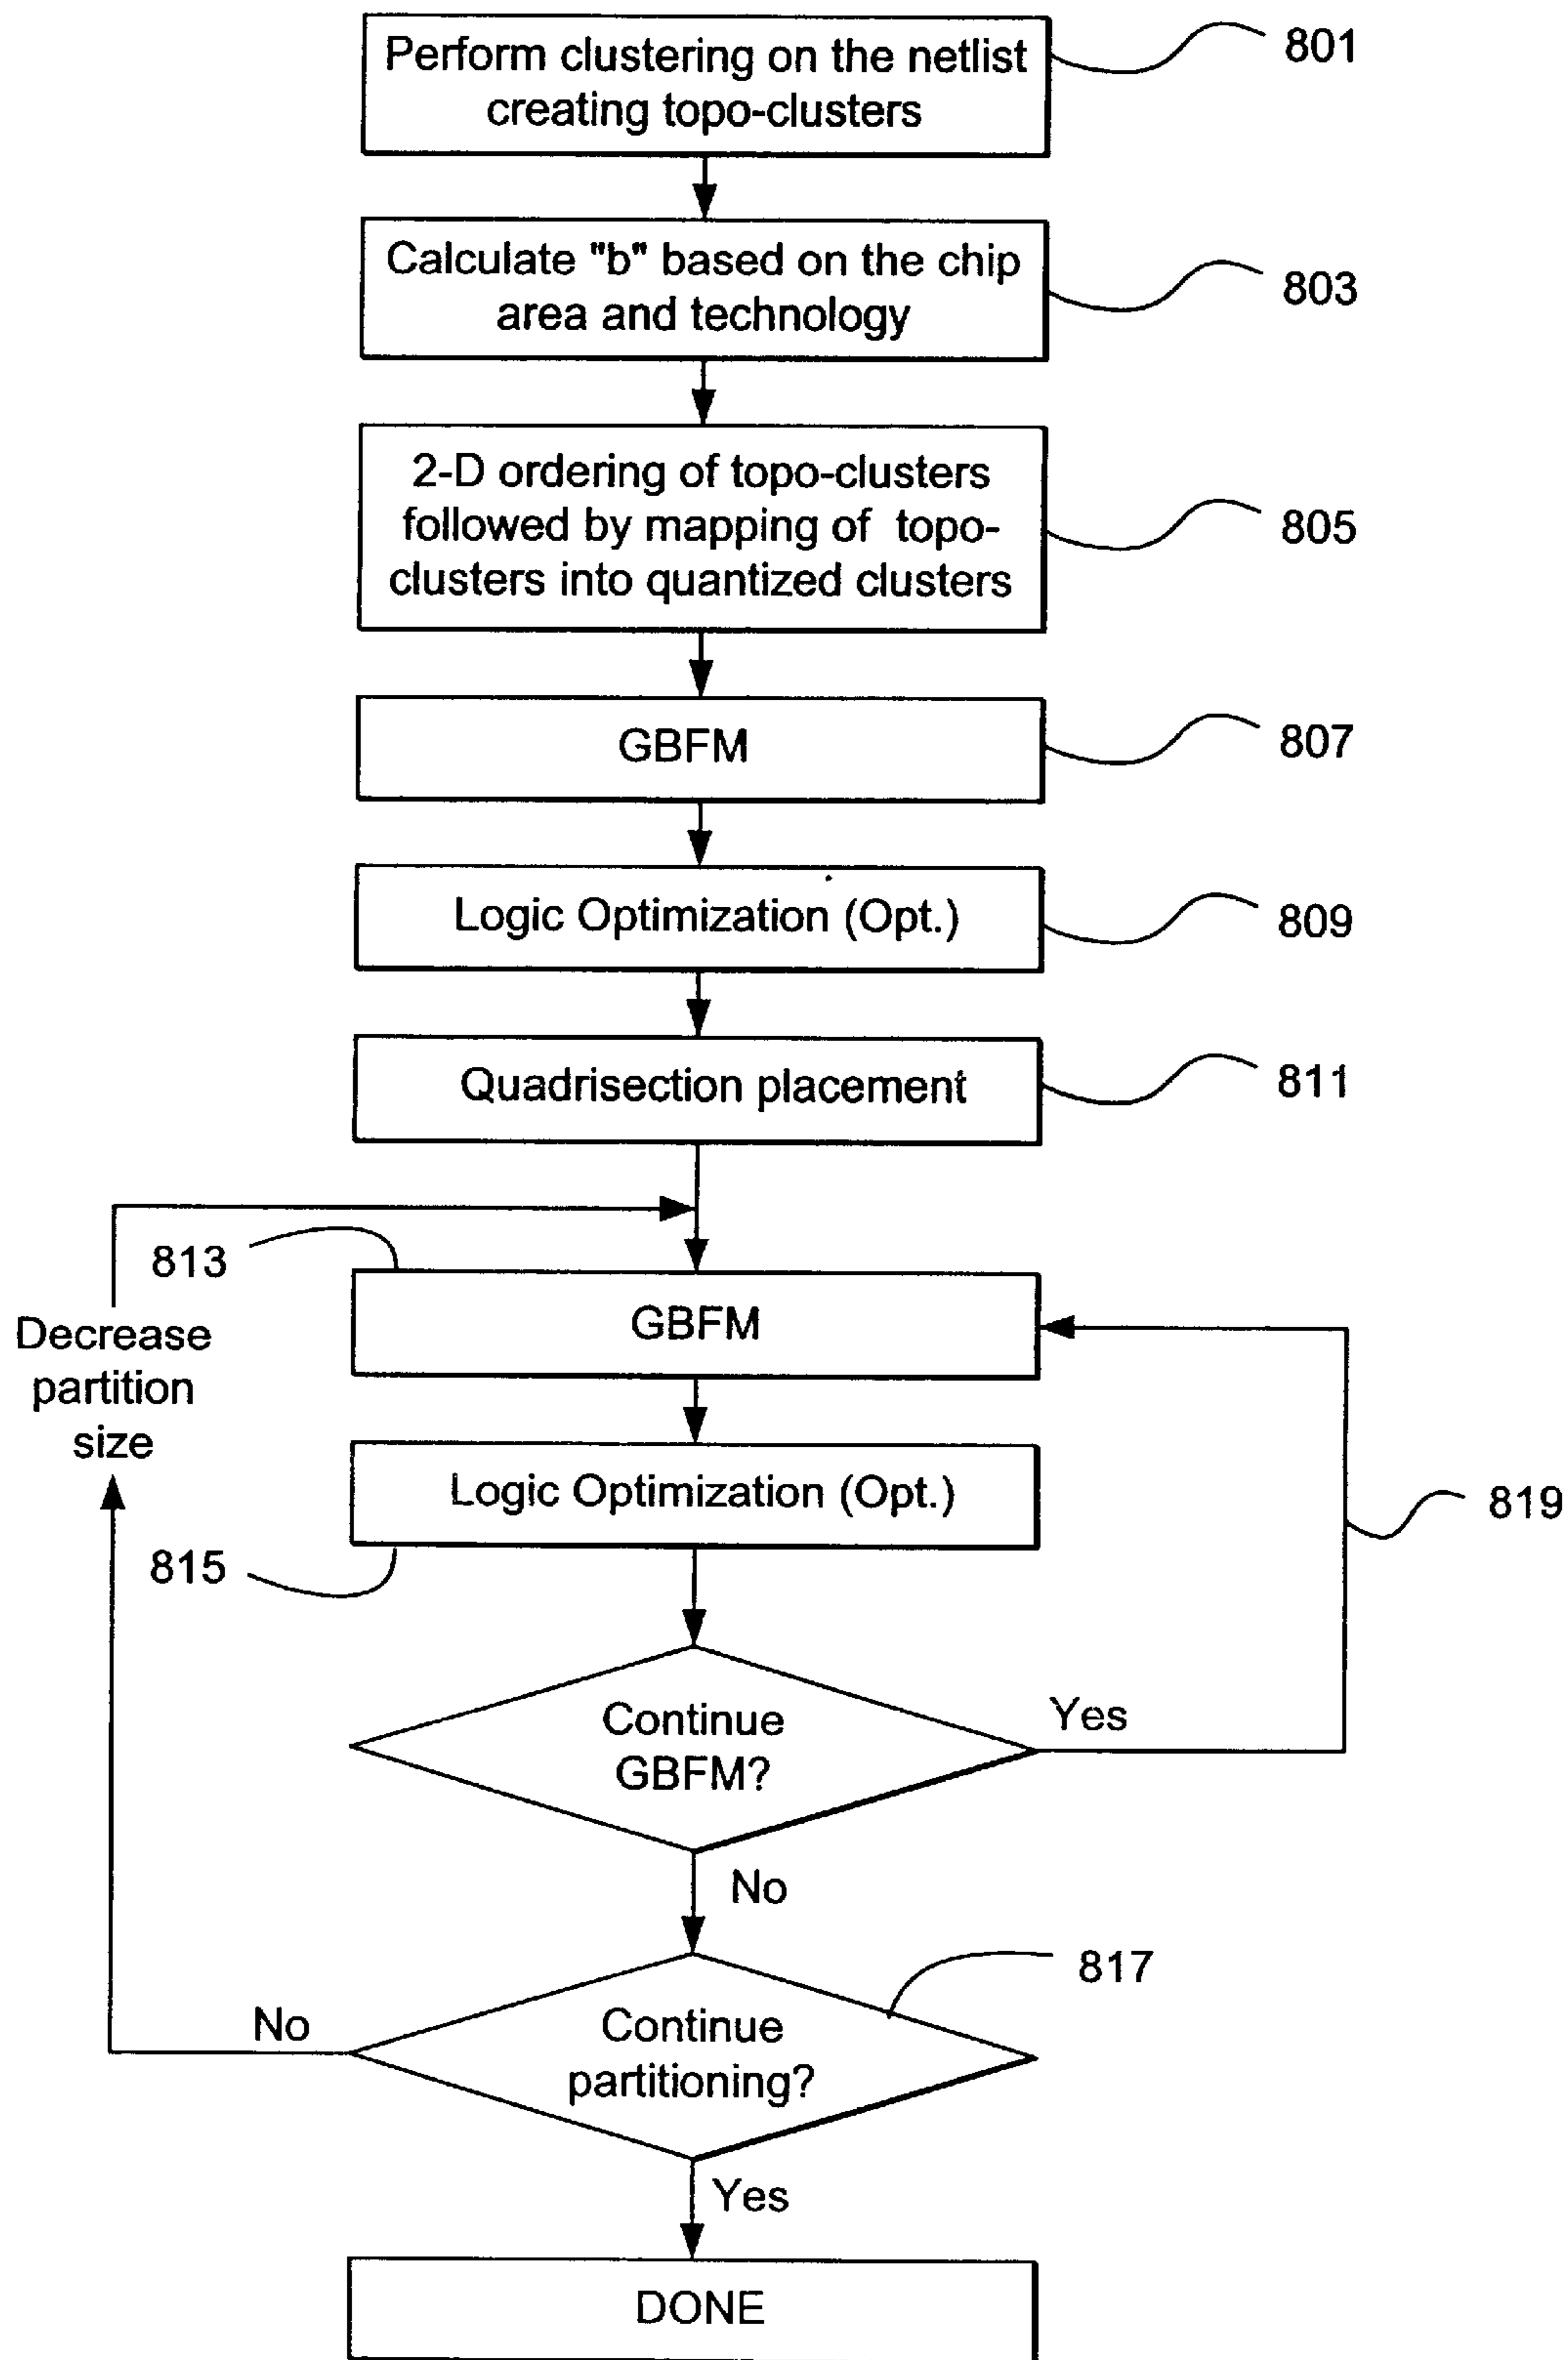 Perform clustering on the netlist
creating topo-clusters
801
Calculate "b" based on the chip
area and technology
803
2-D ordering of topo-clusters
followed by mapping of topo-
clusters into quantized clusters
805
GBFM
807
Logic Optimization (Opt.)
809
Quadrisection placement
811
813
GBFM
Decrease
partition
size
Logic Optimization (Opt.)
815
819
Continue
GBFM?
Yes
No
817
Continue
partitioning?
No
Yes
DONE